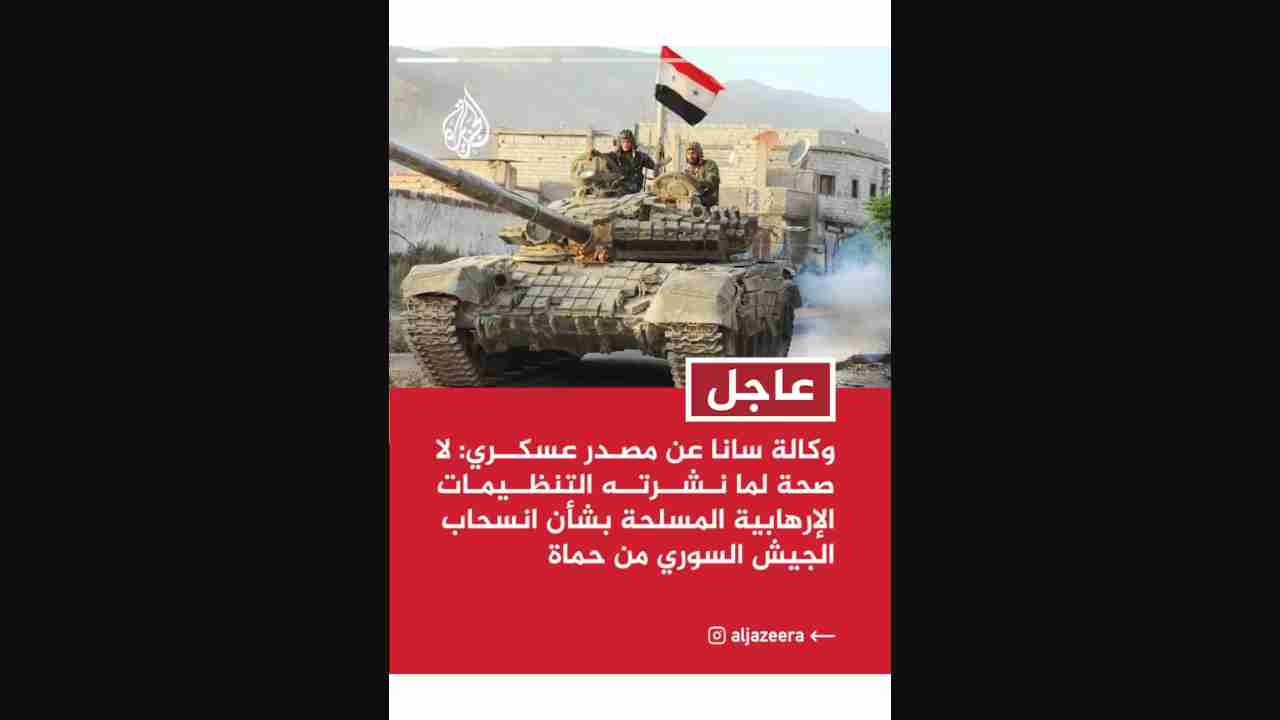 الجزيرة
عاجل
وكالة سانا عن مصدر عسكري: لا
صحة لما نشرته التنظيمات
الإرهابية المسلحة بشأن انسحاب
الجيش السوري من حماة
aljazeera